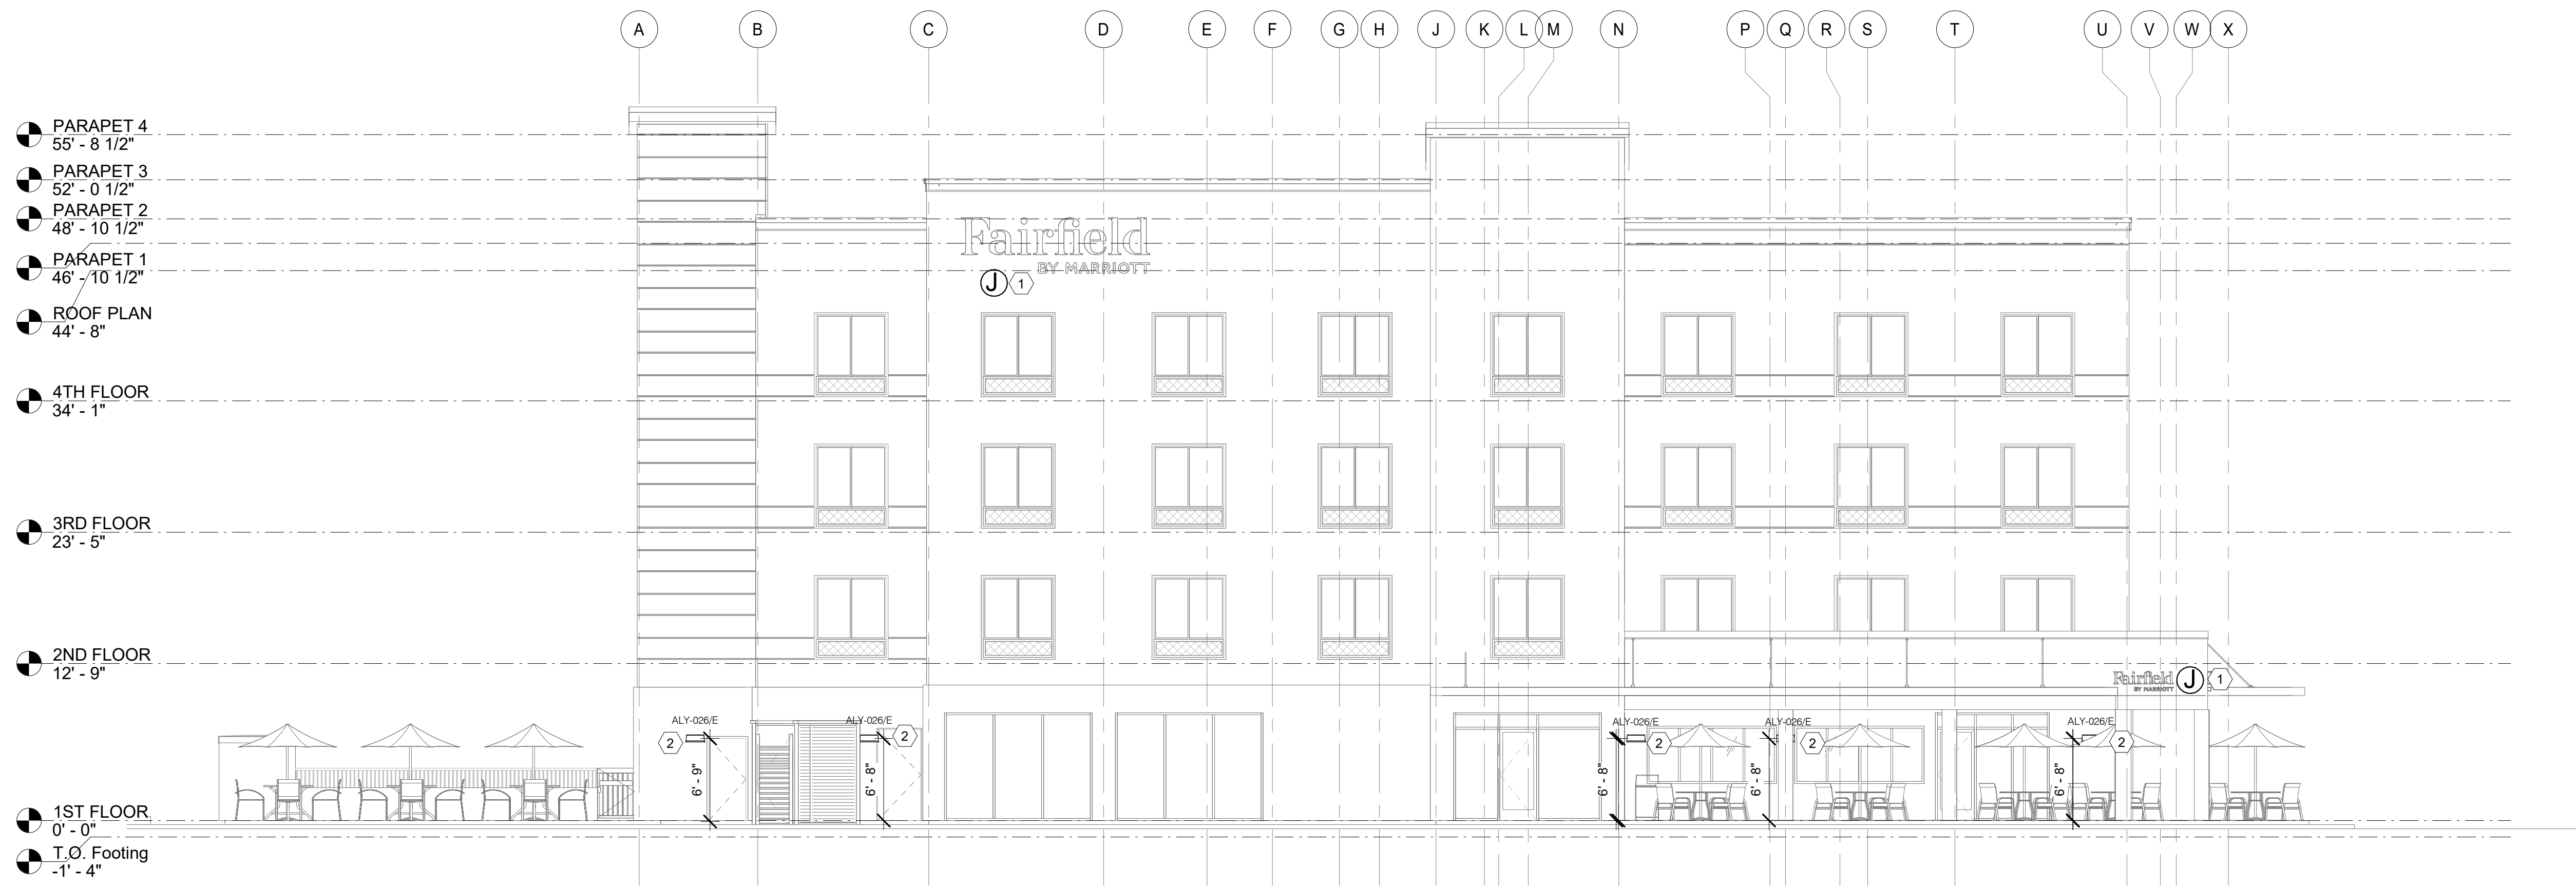 A B C D E F G H J K L M N P Q R S T U V W X
PARAPET 4
55' - 8 1/2"
PARAPET 3
52' - 0 1/2"
PARAPET 2
48' - 10 1/2"
PARAPET 1
46' - 10 1/2"
ROOF PLAN
44' - 8"
Fairfield
BY MARRIOTT
J 1
4TH FLOOR
34' - 1"
3RD FLOOR
23' - 5"
2ND FLOOR
12' - 9"
Fairfield
BY MARRIOTT
J 1
ALY-026/E ALY-026/E ALY-026/E ALY-026/E ALY-026/E
2 2 2 2 2
6' - 9" 6' - 8" 6' - 8" 6' - 8" 6' - 8"
1ST FLOOR
0' - 0"
T.O. Footing
-1' - 4"